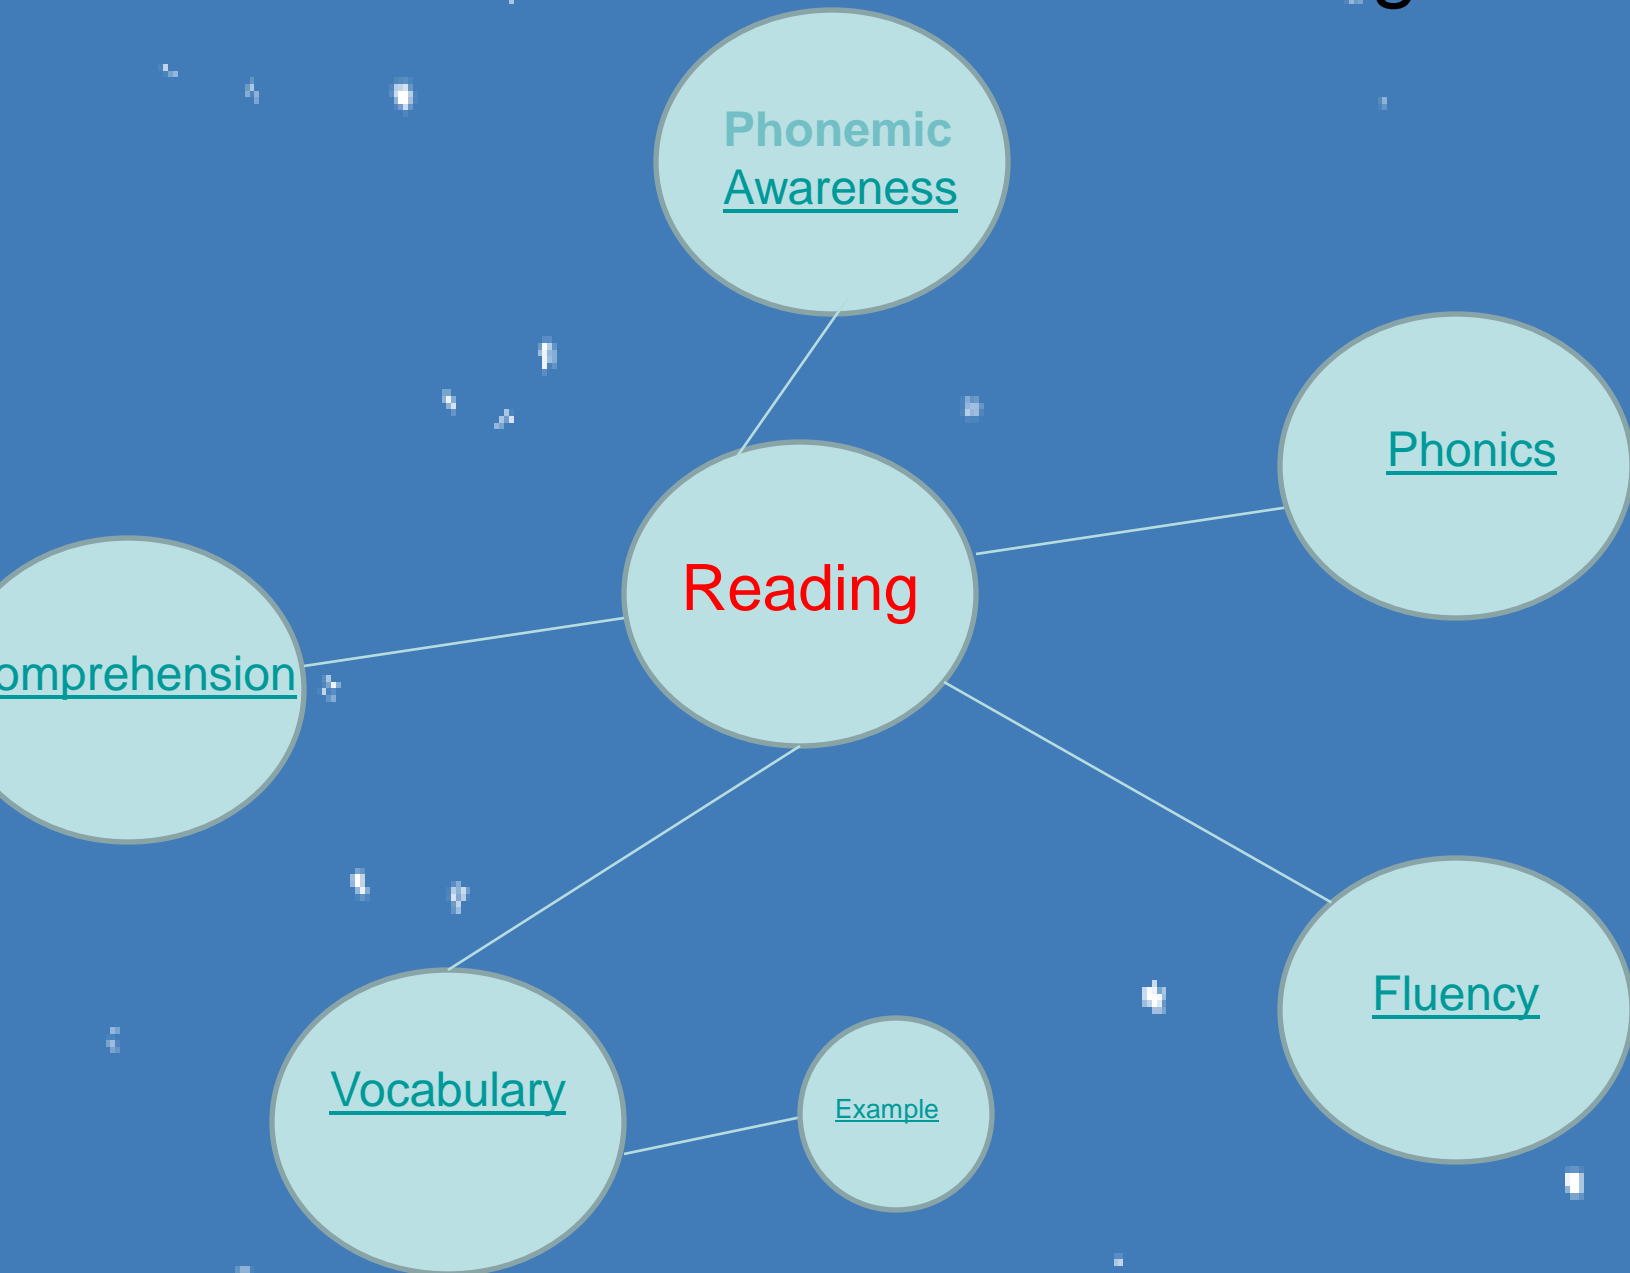 Phonemic
Awareness
Phonics
Reading
omprehension
Fluency
Vocabulary
Example